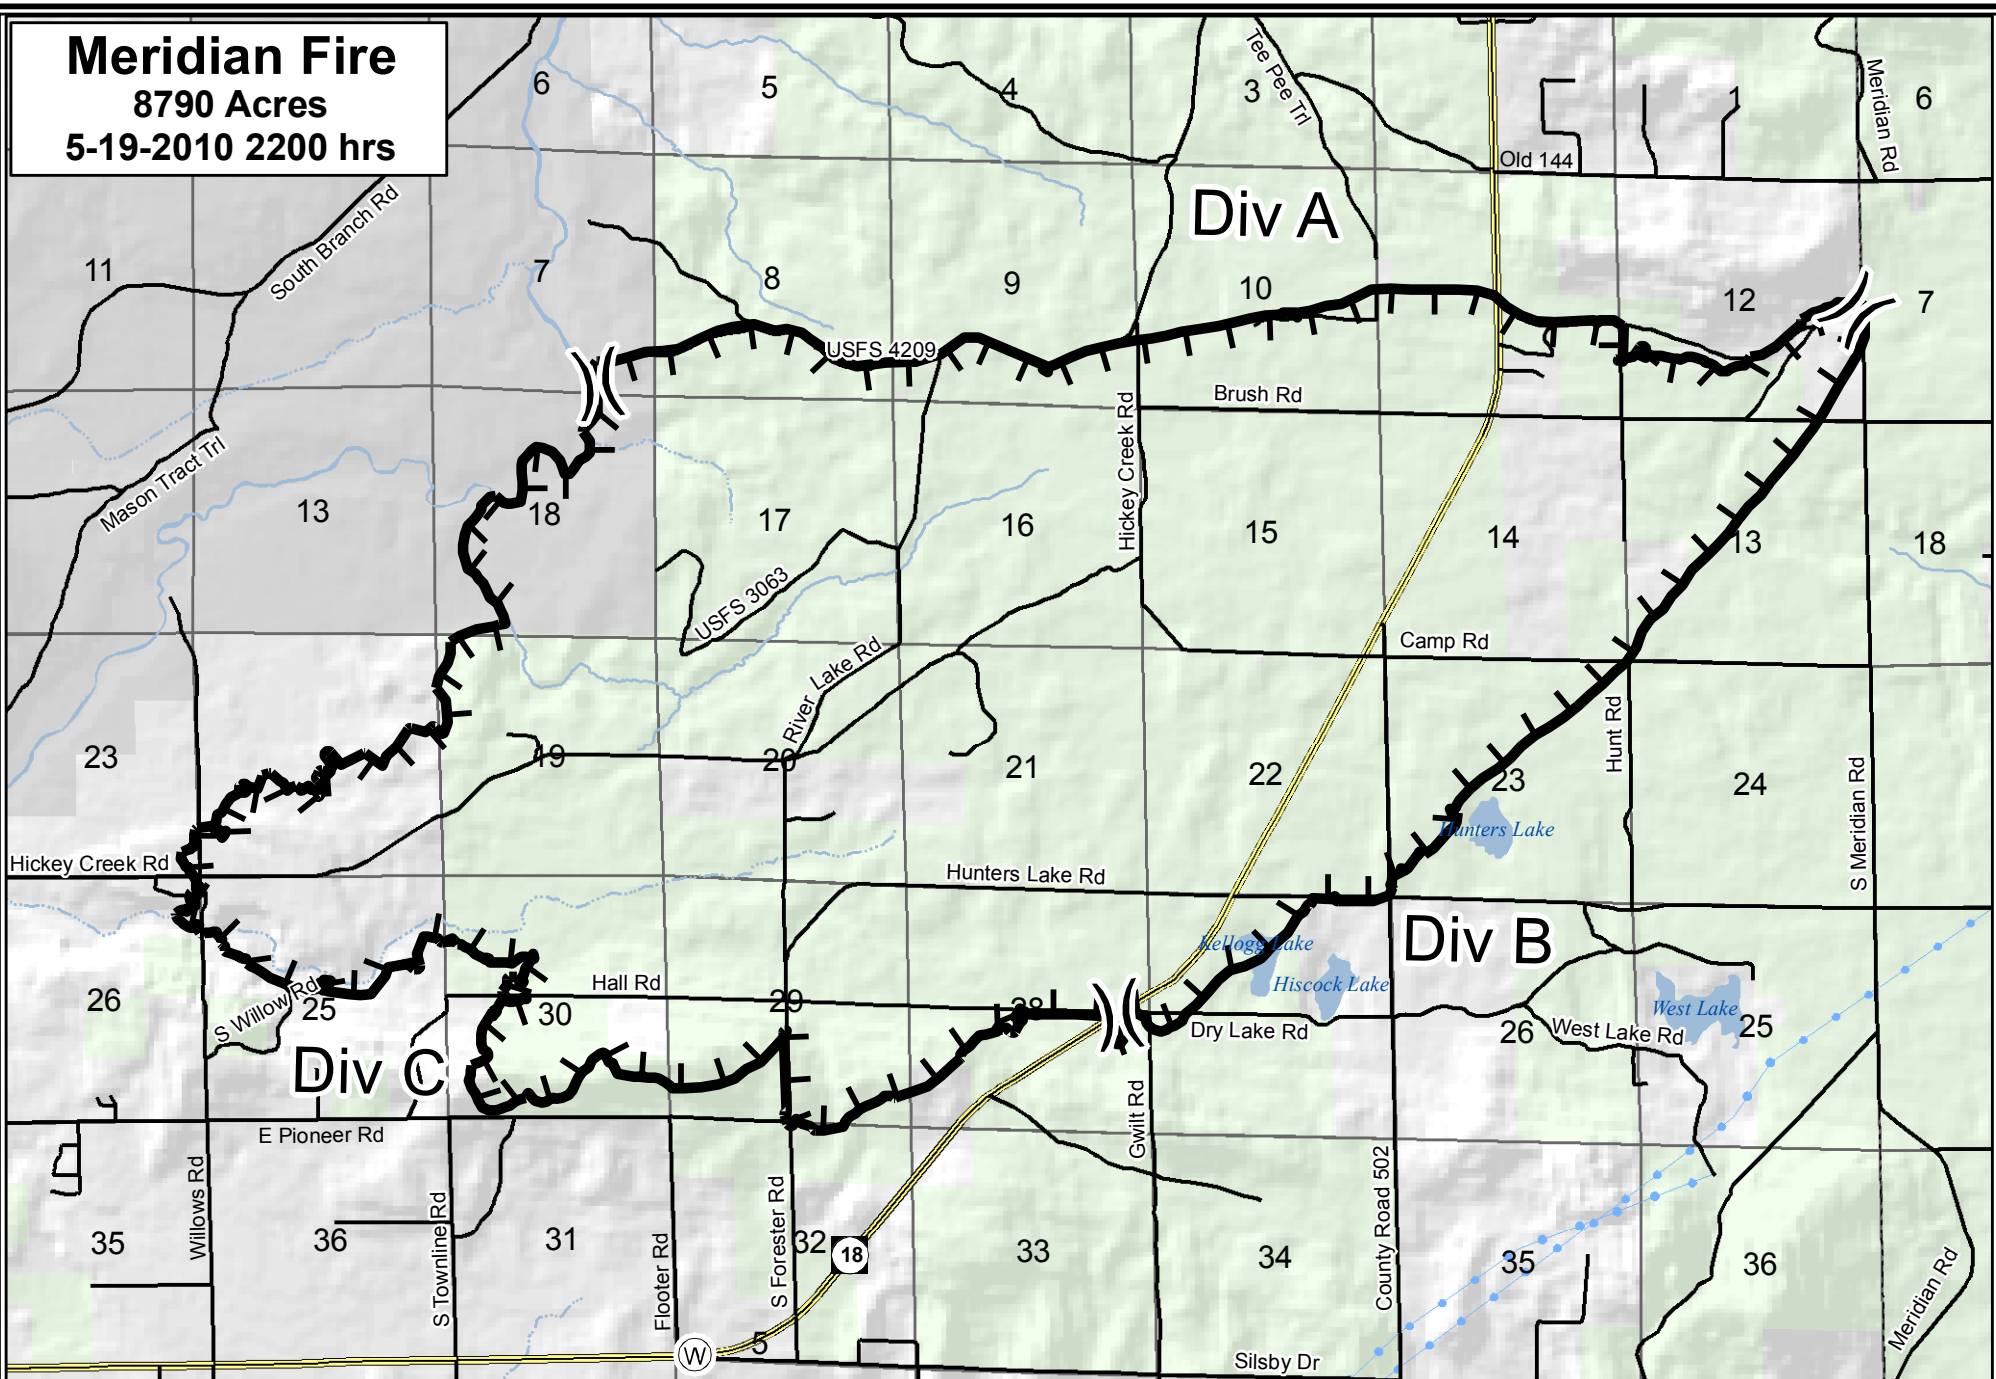 Meridian Fire
8790 Acres
5-19-2010 2200 hrs
6
5
4
3
Tee Pee Trl
1
Meridian Rd
6
Old 144
South Branch Rd
Div A
11
7
8
9
10
12
7
USFS 4209
Brush Rd
Hickey Creek Rd
Mason Tract Trl
13
18
17
16
15
14
13
18
USFS 3063
River Lake Rd
Camp Rd
Hunt Rd
23
19
20
21
22
23
24
S Meridian Rd
Hunters Lake
Hickey Creek Rd
Hunters Lake Rd
Div B
Kellogg Lake
Hiscock Lake
West Lake
26
S Willow Rd
25
30
Hall Rd
29
28
Dry Lake Rd
26
West Lake Rd
25
Div C
E Pioneer Rd
Gwilt Rd
Willows Rd
S Townline Rd
Flooter Rd
S Forester Rd
County Road 502
35
36
31
32
18
33
34
35
36
Meridian Rd
5
W
Silsby Dr